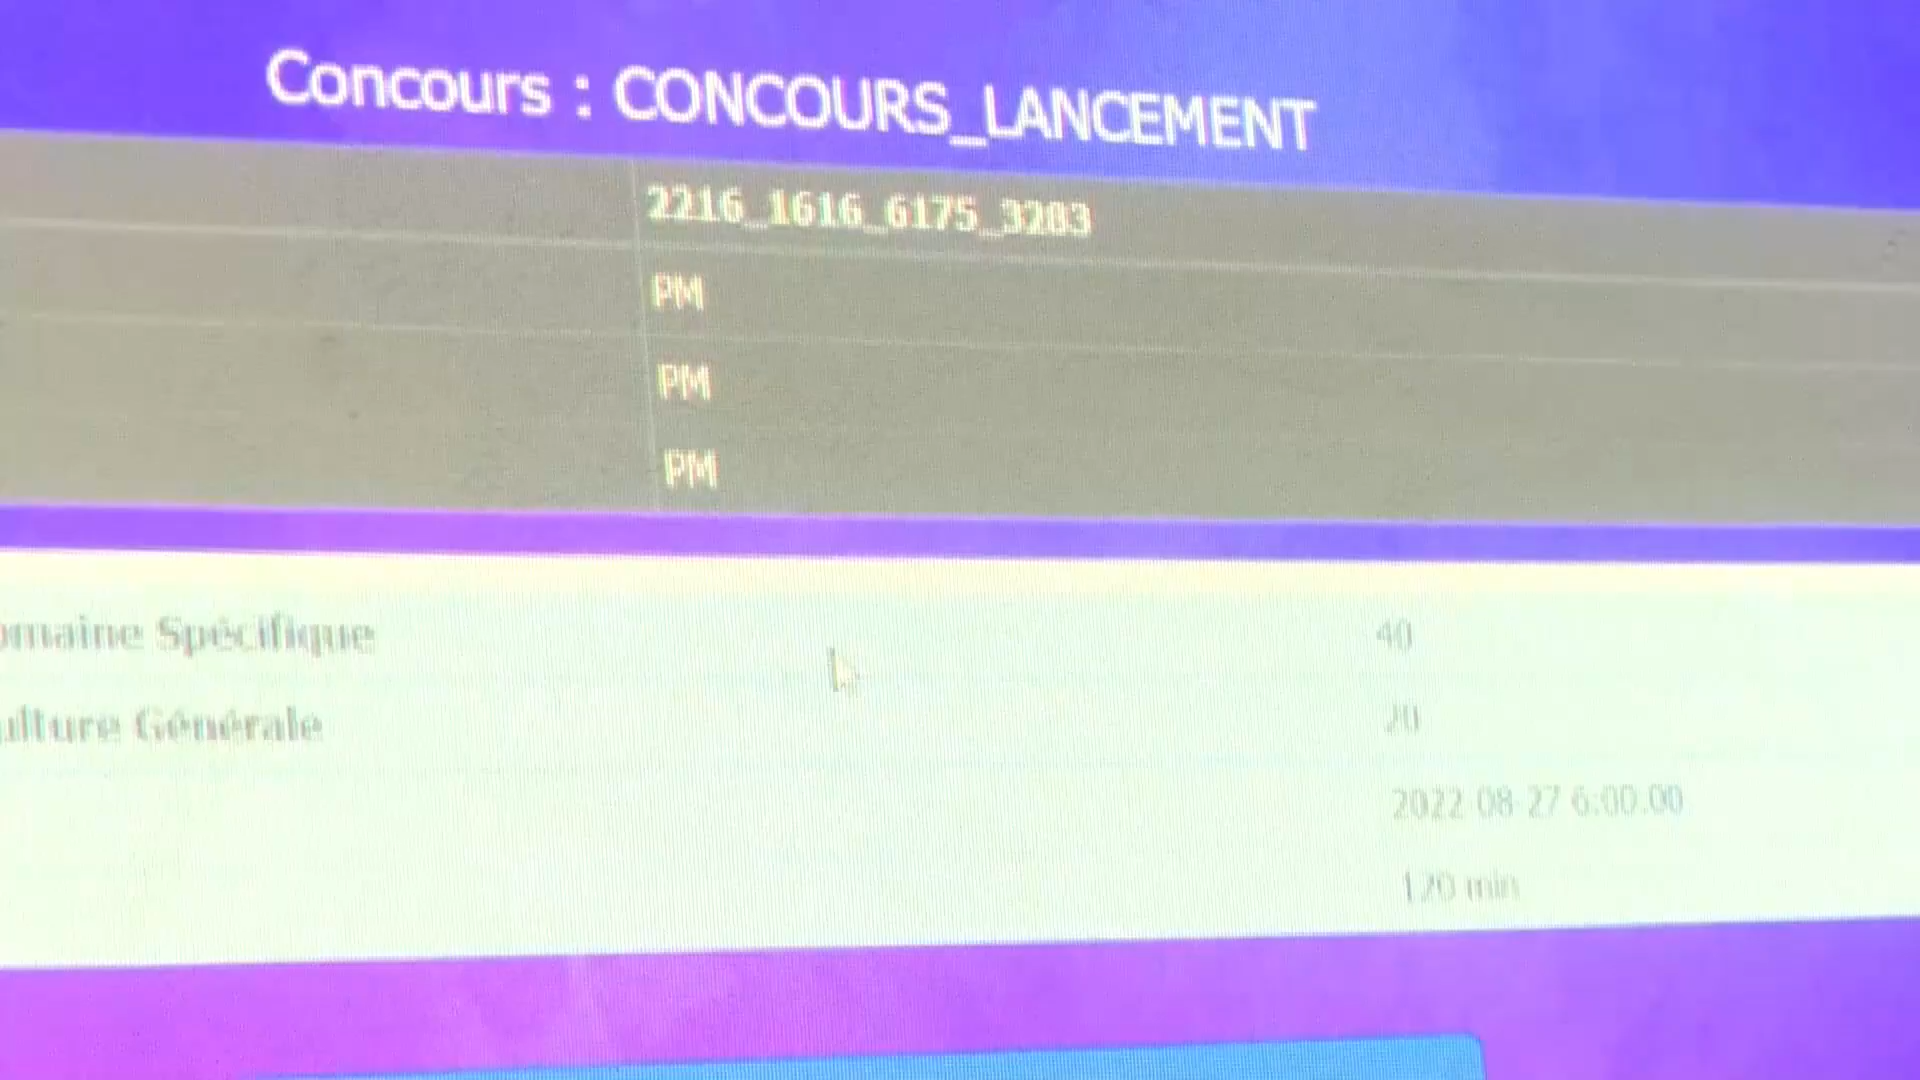 Concours : CONCOURS_LANCEMENT
2216_1616_6175_3203
PM
PM
PM
omaine Spécifique 40
ulture Générale 20
2022-08-27 6:00:00
120 min